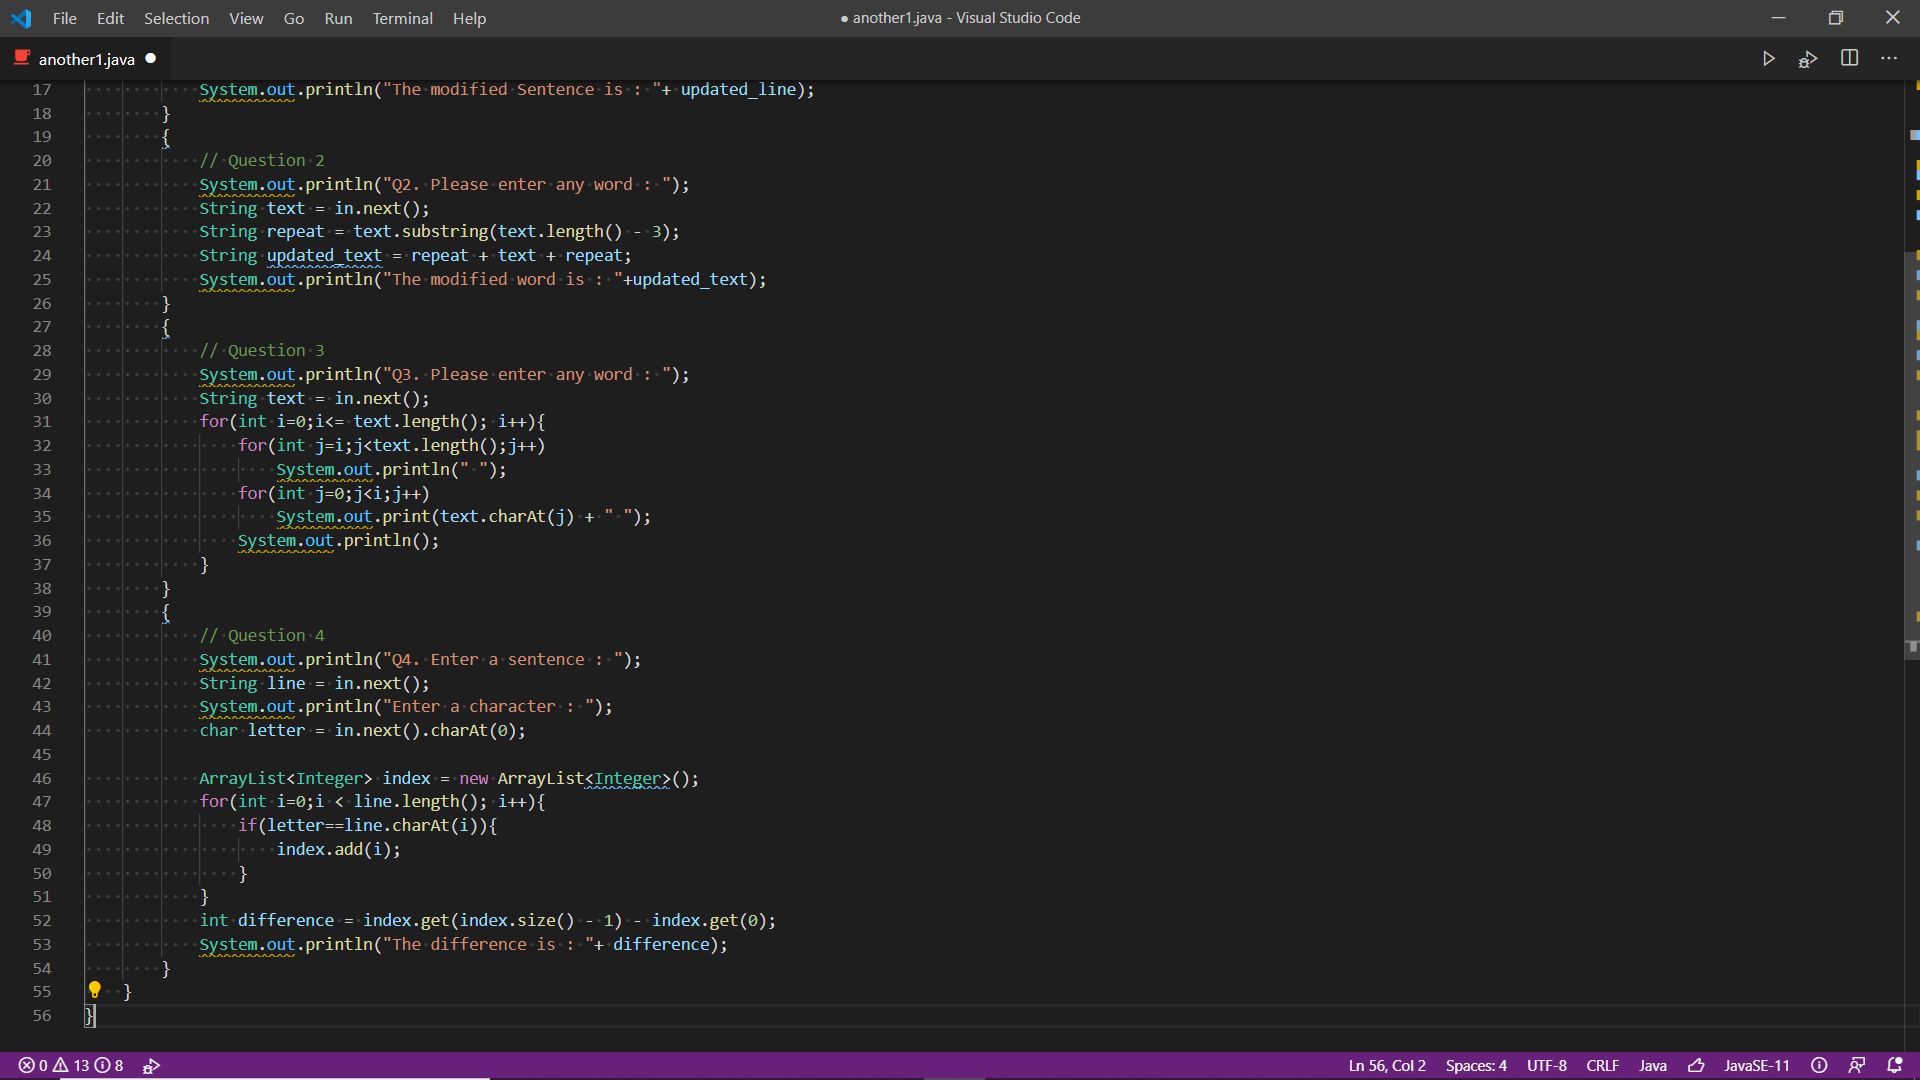 File Edit Selection View Go Run Terminal Help
● another1.java - Visual Studio Code
another1.java
17 System.out.println("The modified Sentence is : "+ updated_line);
18 }
19 {
20 // Question 2
21 System.out.println("Q2. Please enter any word : ");
22 String text = in.next();
23 String repeat = text.substring(text.length() - 3);
24 String updated_text = repeat + text + repeat;
25 System.out.println("The modified word is : "+updated_text);
26 }
27 {
28 // Question 3
29 System.out.println("Q3. Please enter any word : ");
30 String text = in.next();
31 for(int i=0;i<= text.length(); i++){
32 for(int j=i;j<text.length();j++)
33 System.out.println(" ");
34 for(int j=0;j<i;j++)
35 System.out.print(text.charAt(j) + " ");
36 System.out.println();
37 }
38 }
39 {
40 // Question 4
41 System.out.println("Q4. Enter a sentence : ");
42 String line = in.next();
43 System.out.println("Enter a character : ");
44 char letter = in.next().charAt(0);
45
46 ArrayList<Integer> index = new ArrayList<Integer>();
47 for(int i=0;i < line.length(); i++){
48 if(letter==line.charAt(i)){
49 index.add(i);
50 }
51 }
52 int difference = index.get(index.size() - 1) - index.get(0);
53 System.out.println("The difference is : "+ difference);
54 }
55 }
56 }
0 13 8
Ln 56, Col 2 Spaces: 4 UTF-8 CRLF Java JavaSE-11